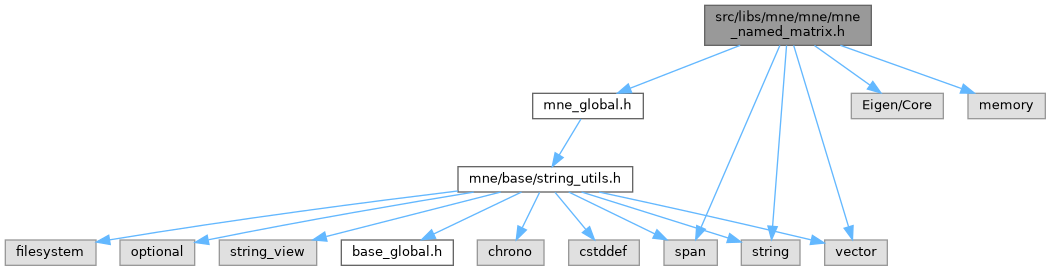 src/libs/mne/mne/mne
_named_matrix.h
mne_global.h
Eigen/Core
memory
mne/base/string_utils.h
filesystem
optional
string_view
base_global.h
chrono
cstddef
span
string
vector